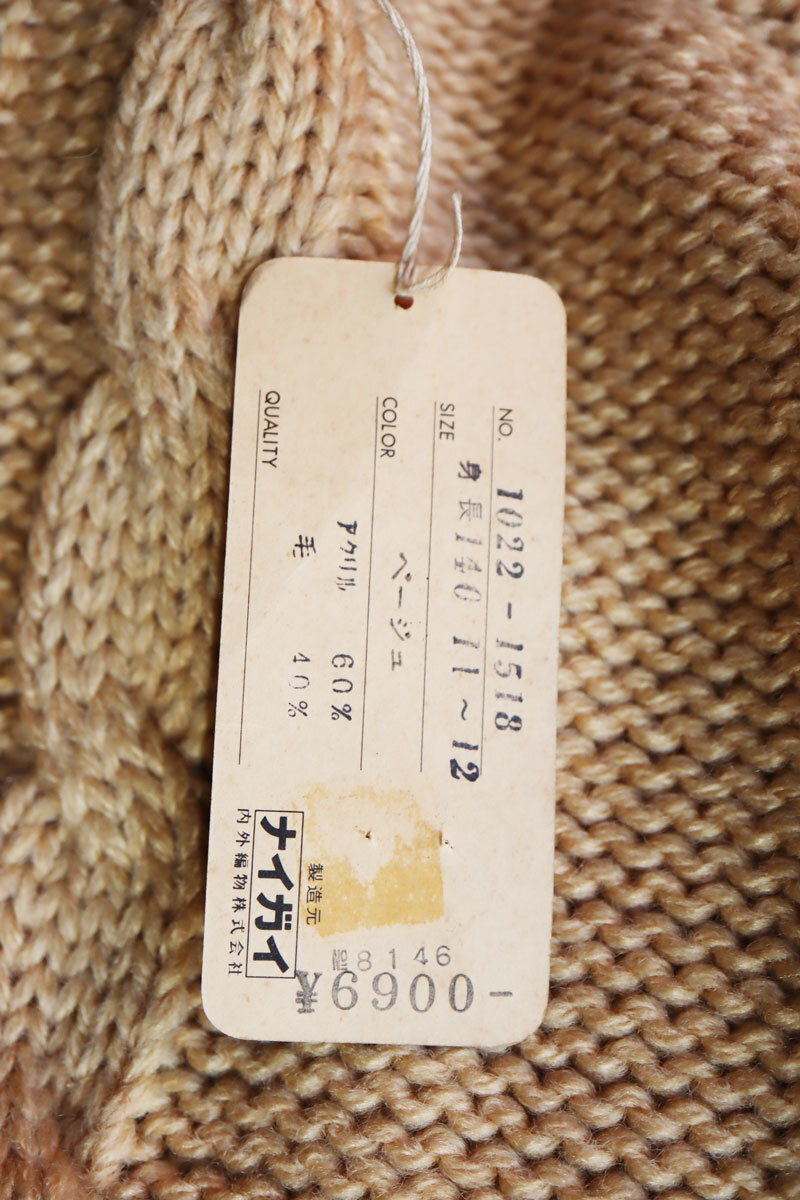 NO. 1022-1518
SIZE 身長140 11~12
COLOR ベージュ
QUALITY アクリル 60%
毛 40%
製造元
ナイガイ
内外編物株式会社
8146
¥6900-